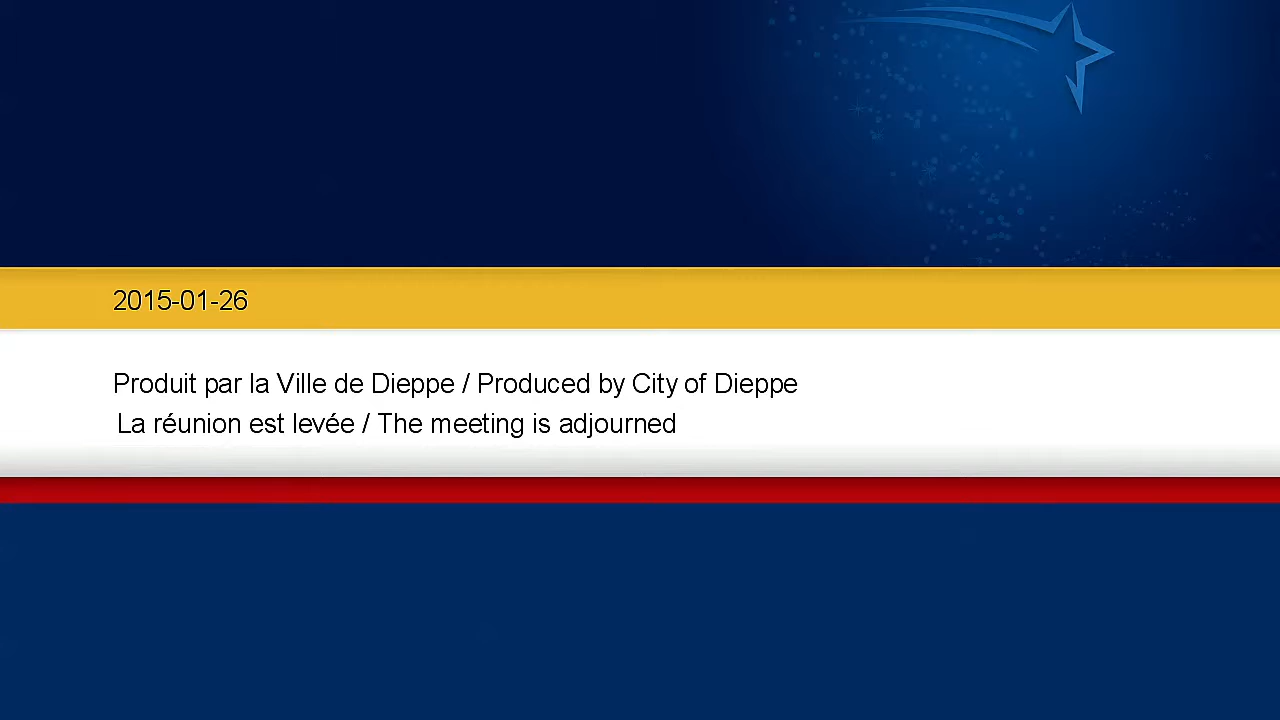 2015-01-26
Produit par la Ville de Dieppe / Produced by City of Dieppe
La réunion est levée / The meeting is adjourned